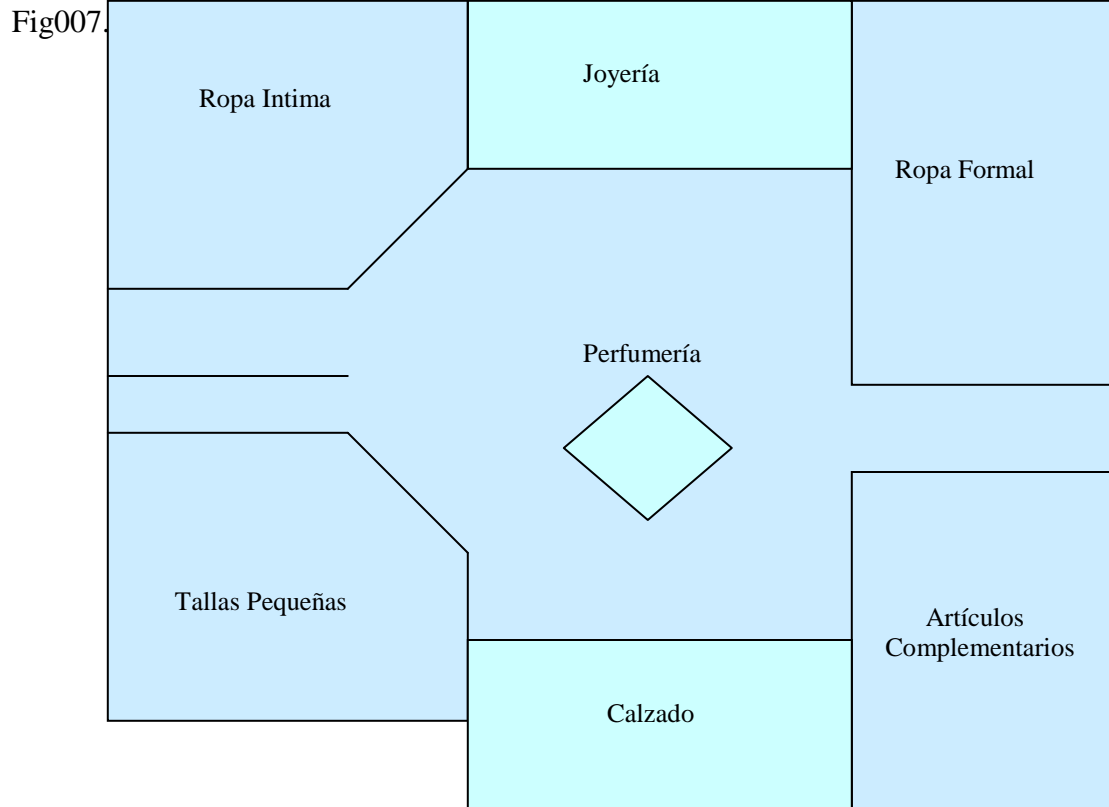 Fig007.
Joyería
Ropa Intima
Ropa Formal
Perfumería
Tallas Pequeñas
Artículos
Complementarios
Calzado